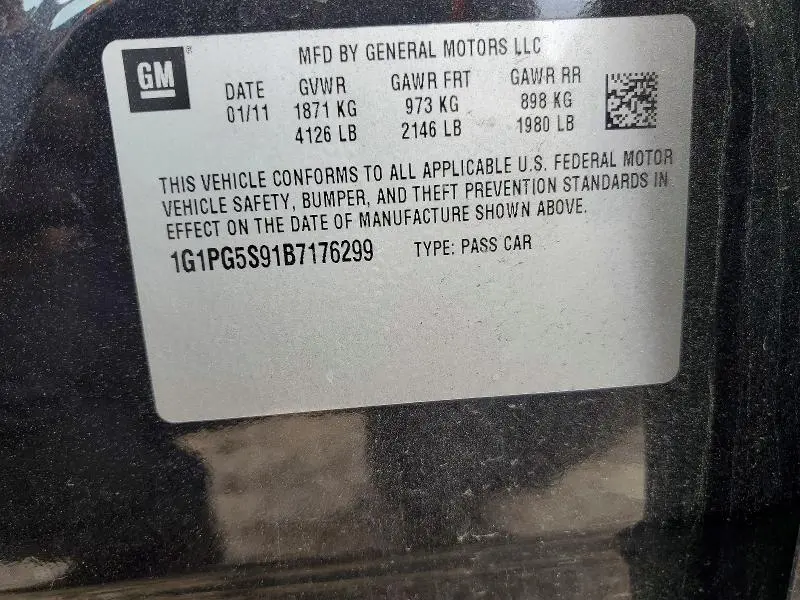 GM
MFD BY GENERAL MOTORS LLC
DATE GVWR GAWR FRT GAWR RR
01/11 1871 KG 973 KG 898 KG
4126 LB 2146 LB 1980 LB
THIS VEHICLE CONFORMS TO ALL APPLICABLE U.S. FEDERAL MOTOR
VEHICLE SAFETY, BUMPER, AND THEFT PREVENTION STANDARDS IN
EFFECT ON THE DATE OF MANUFACTURE SHOWN ABOVE.
1G1PG5S91B7176299 TYPE: PASS CAR